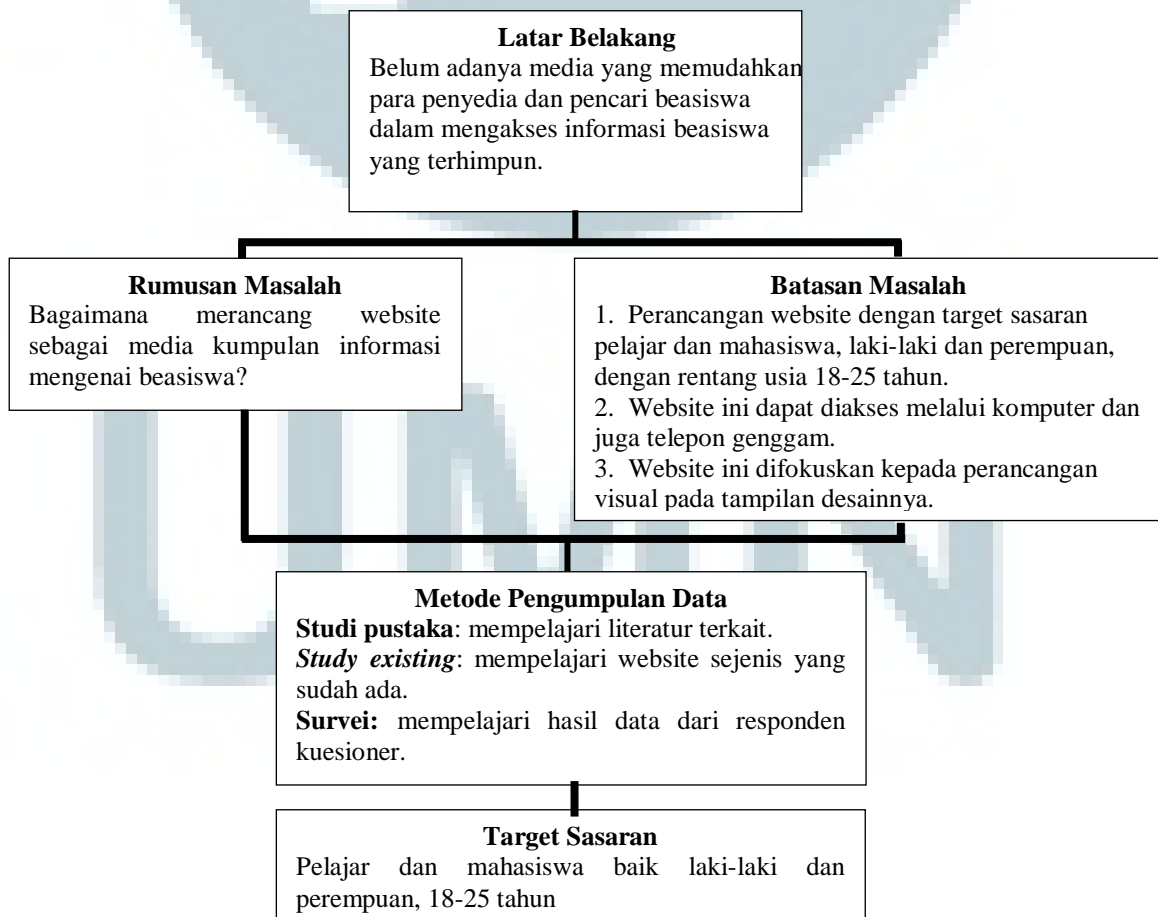 Latar Belakang
Belum adanya media yang memudahkan
para penyedia dan pencari beasiswa
dalam mengakses informasi beasiswa
yang terhimpun.
Rumusan Masalah
Bagaimana merancang website
sebagai media kumpulan informasi
mengenai beasiswa?
Batasan Masalah
1. Perancangan website dengan target sasaran
pelajar dan mahasiswa, laki-laki dan perempuan,
dengan rentang usia 18-25 tahun.
2. Website ini dapat diakses melalui komputer dan
juga telepon genggam.
3. Website ini difokuskan kepada perancangan
visual pada tampilan desainnya.
Metode Pengumpulan Data
Studi pustaka: mempelajari literatur terkait.
Study existing: mempelajari website sejenis yang
sudah ada.
Survei: mempelajari hasil data dari responden
kuesioner.
Target Sasaran
Pelajar dan mahasiswa baik laki-laki dan
perempuan, 18-25 tahun
UMN